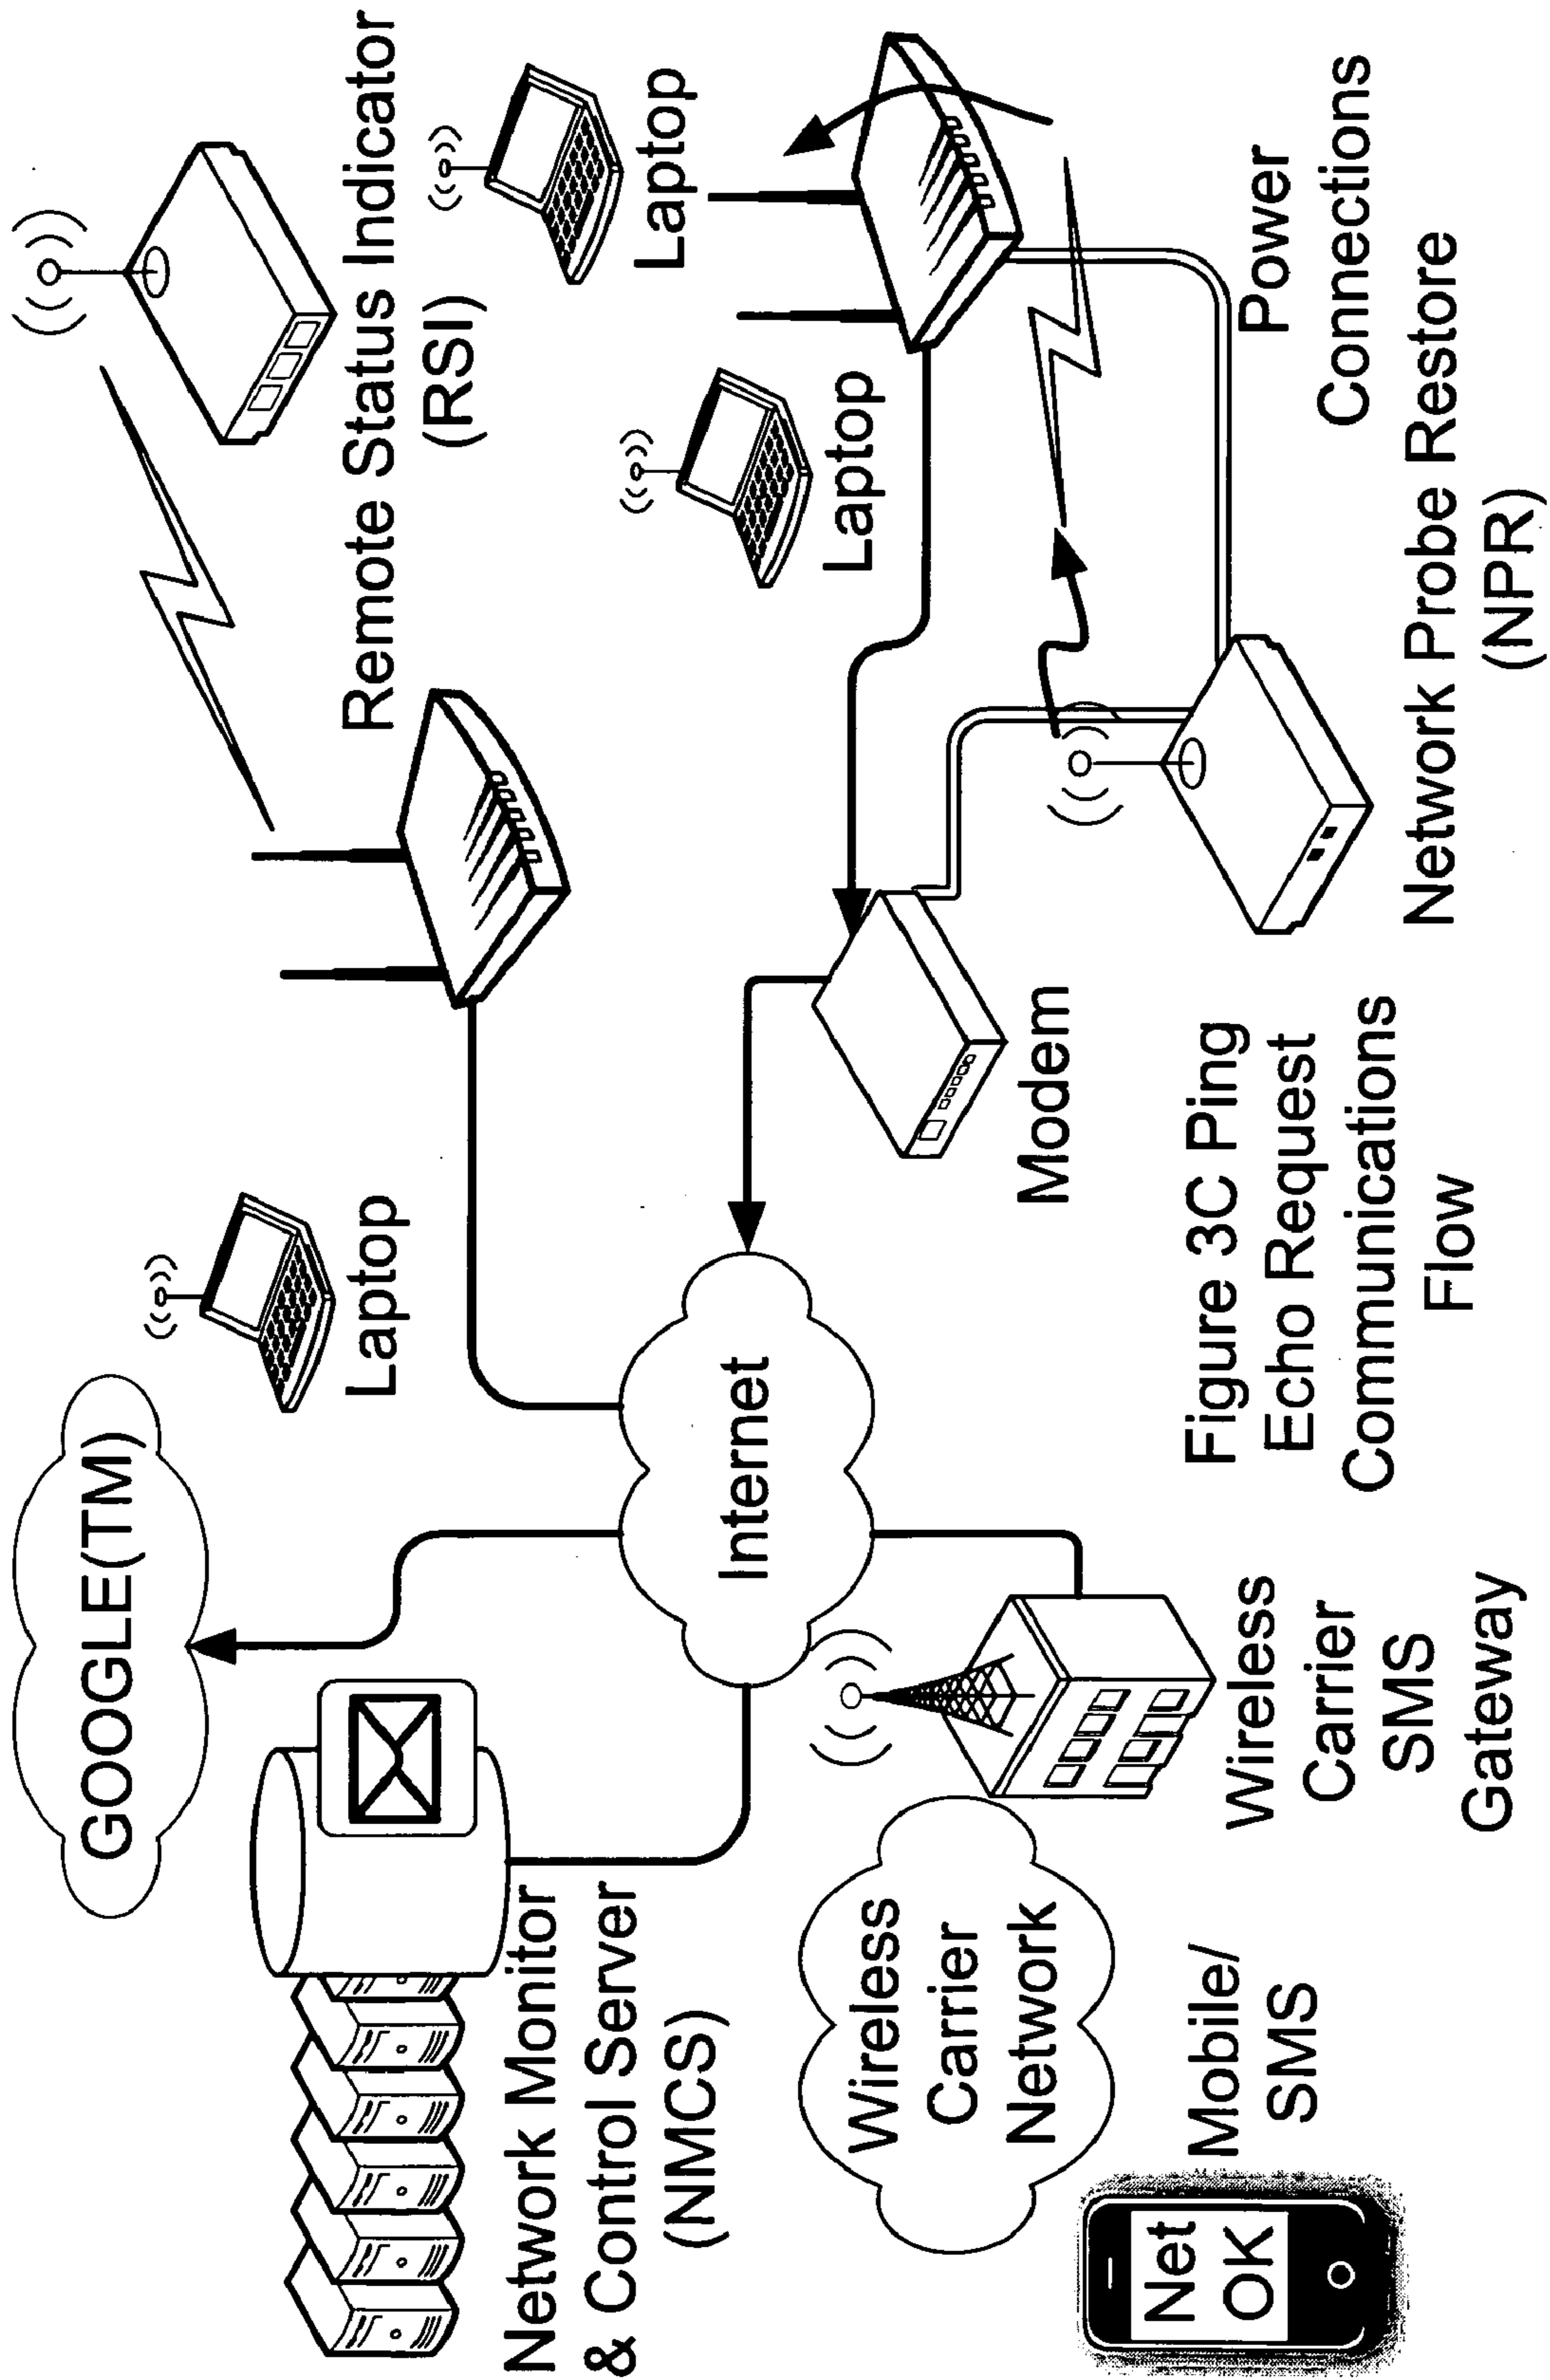 GOOGLE(TM)
Laptop
Remote Status Indicator
(RSI)
Laptop
Network Monitor
& Control Server
(NMCS)
Internet
Laptop
Wireless
Carrier
Network
Modem
Power
Connections
Mobile/
SMS
Net
OK
Wireless
Carrier
SMS
Gateway
Figure 3C Ping
Echo Request
Communications
Flow
Network Probe Restore
(NPR)